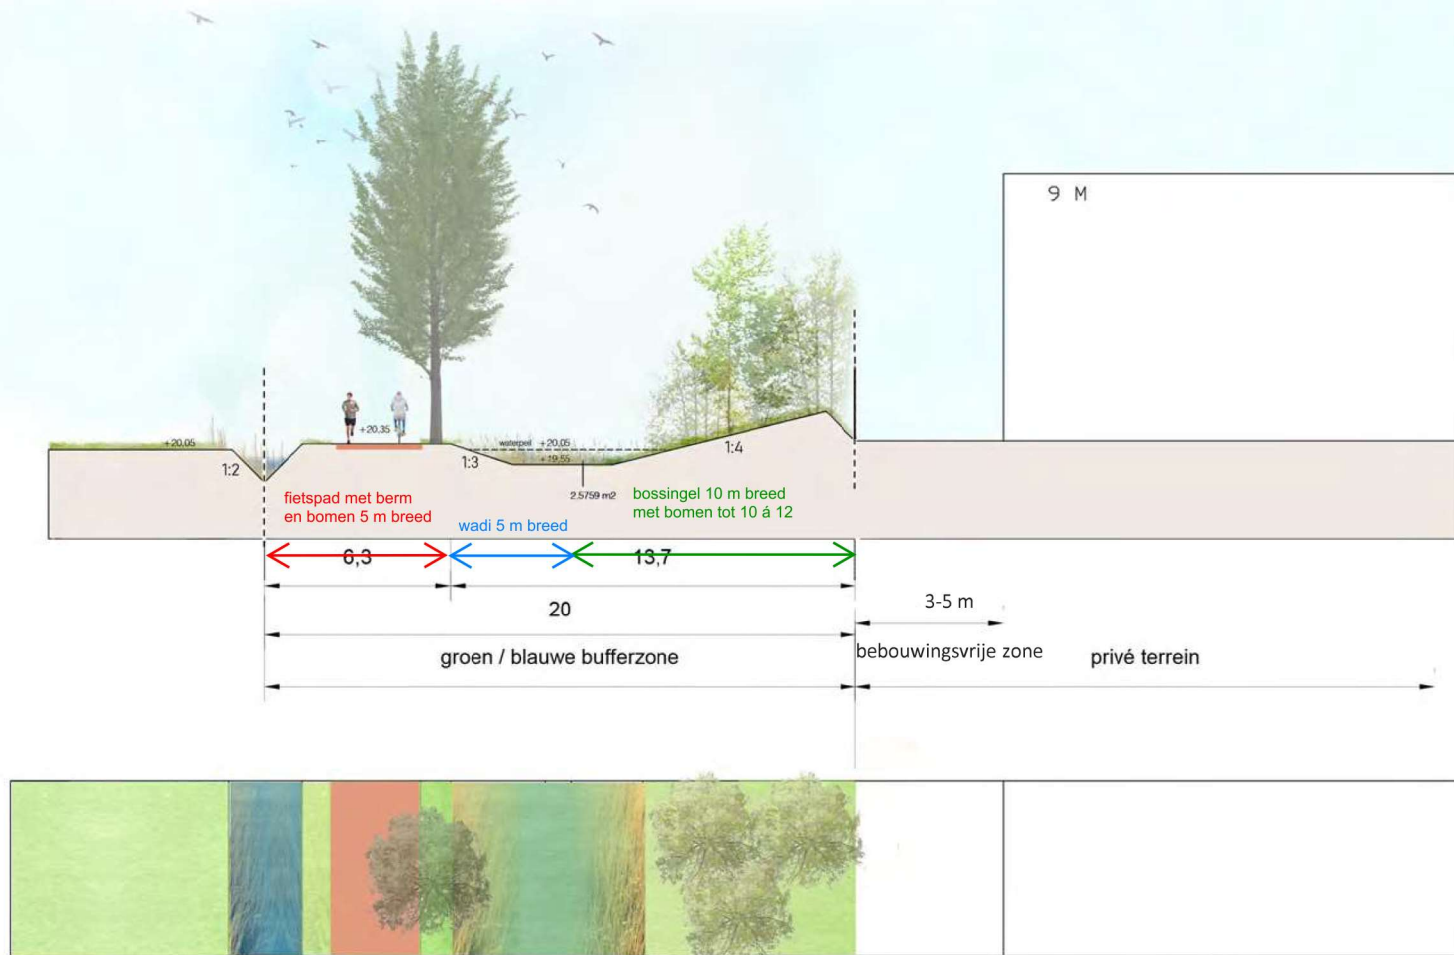 9 M
+20,05
+20,35
waterpeil +20,05
+19,55
1:2
1:3
1:4
2.5759 m2
fietspad met berm
en bomen 5 m breed
wadi 5 m breed
bossingel 10 m breed
met bomen tot 10 á 12
6,3
13,7
20
3-5 m
groen / blauwe bufferzone
bebouwingsvrije zone
privé terrein